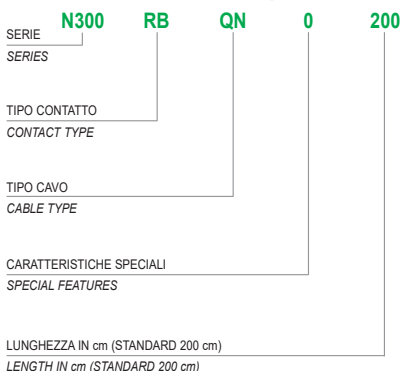 N300 RB QN 0 200
SERIE
SERIES
TIPO CONTATTO
CONTACT TYPE
TIPO CAVO
CABLE TYPE
CARATTERISTICHE SPECIALI
SPECIAL FEATURES
LUNGHEZZA IN cm (STANDARD 200 cm)
LENGTH IN cm (STANDARD 200 cm)